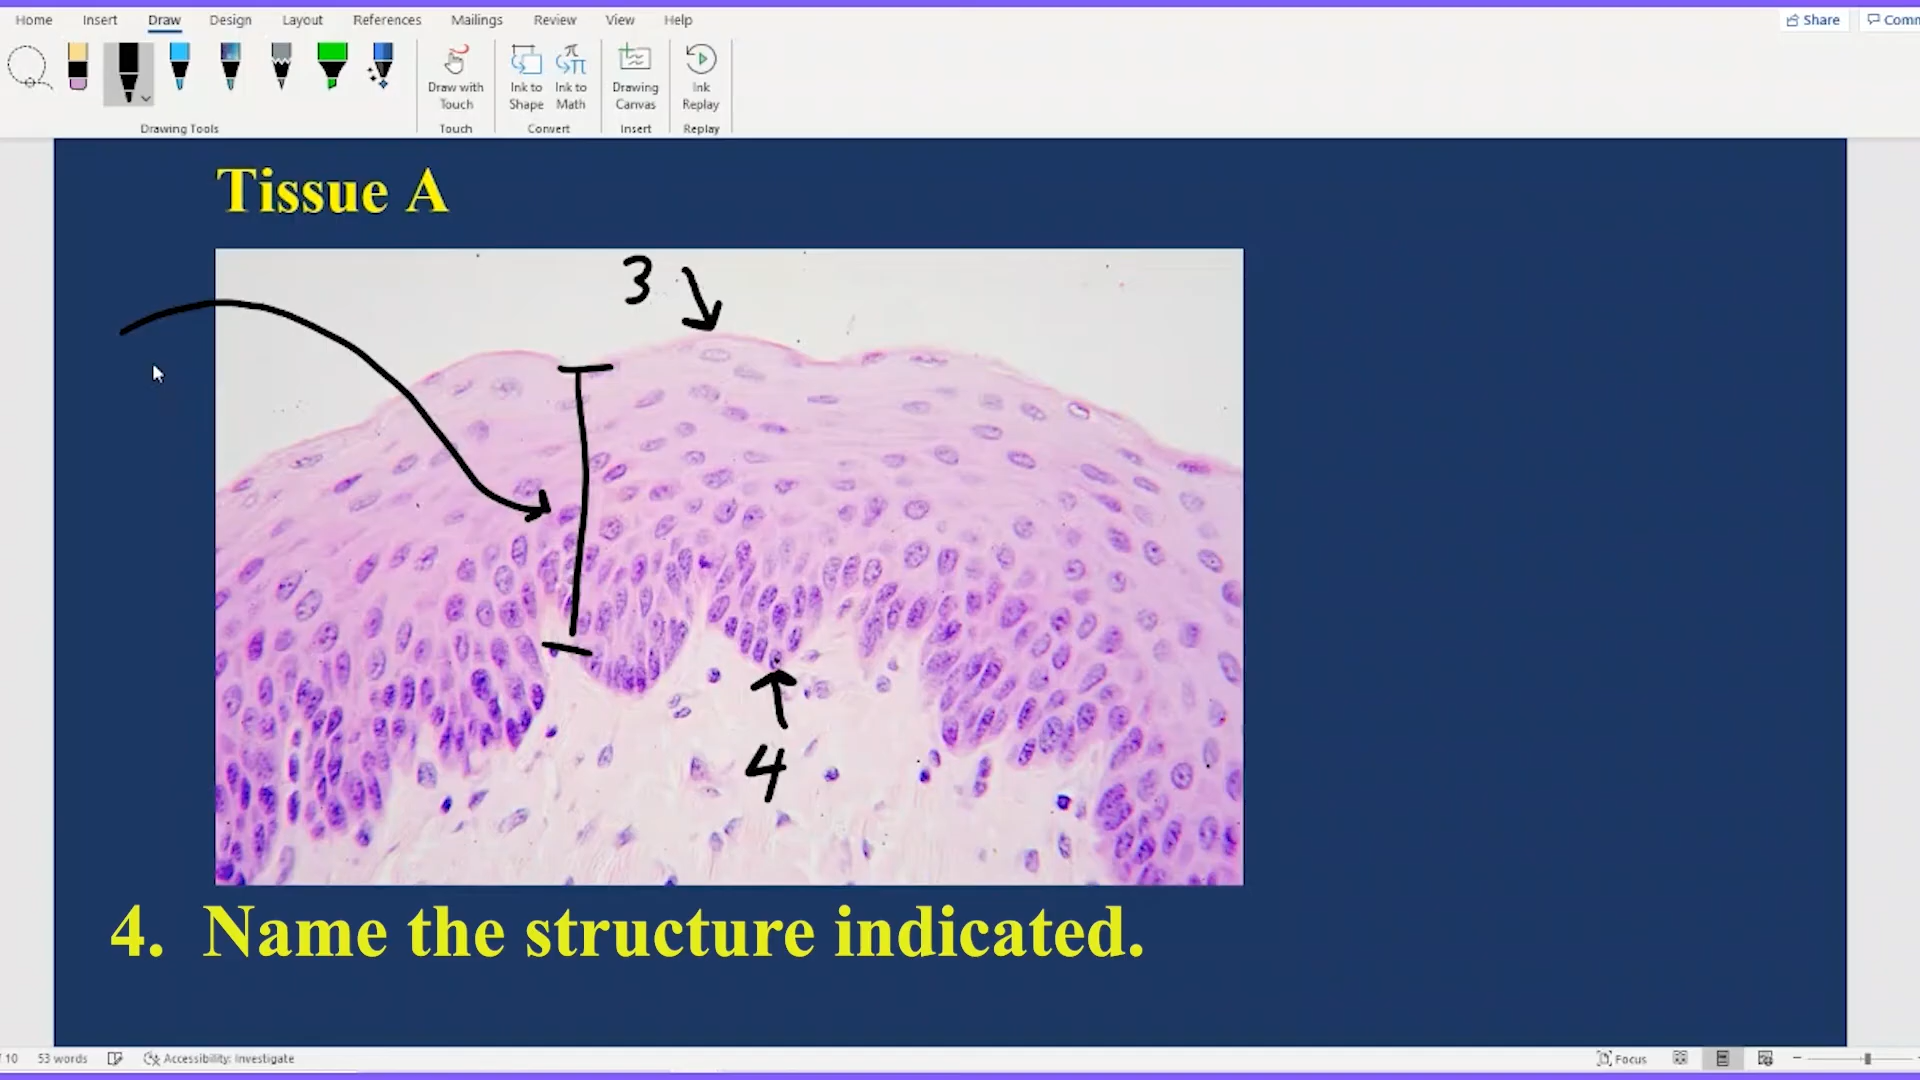 Home Insert Draw Design Layout References Mailings Review View Help Share
Draw with Touch
Ink to Shape
Ink to Math
Drawing Canvas
Ink Replay
Drawing Tools Touch Convert Insert Replay
Tissue A
3
4
4. Name the structure indicated.
10 53 words Accessibility: Investigate Focus